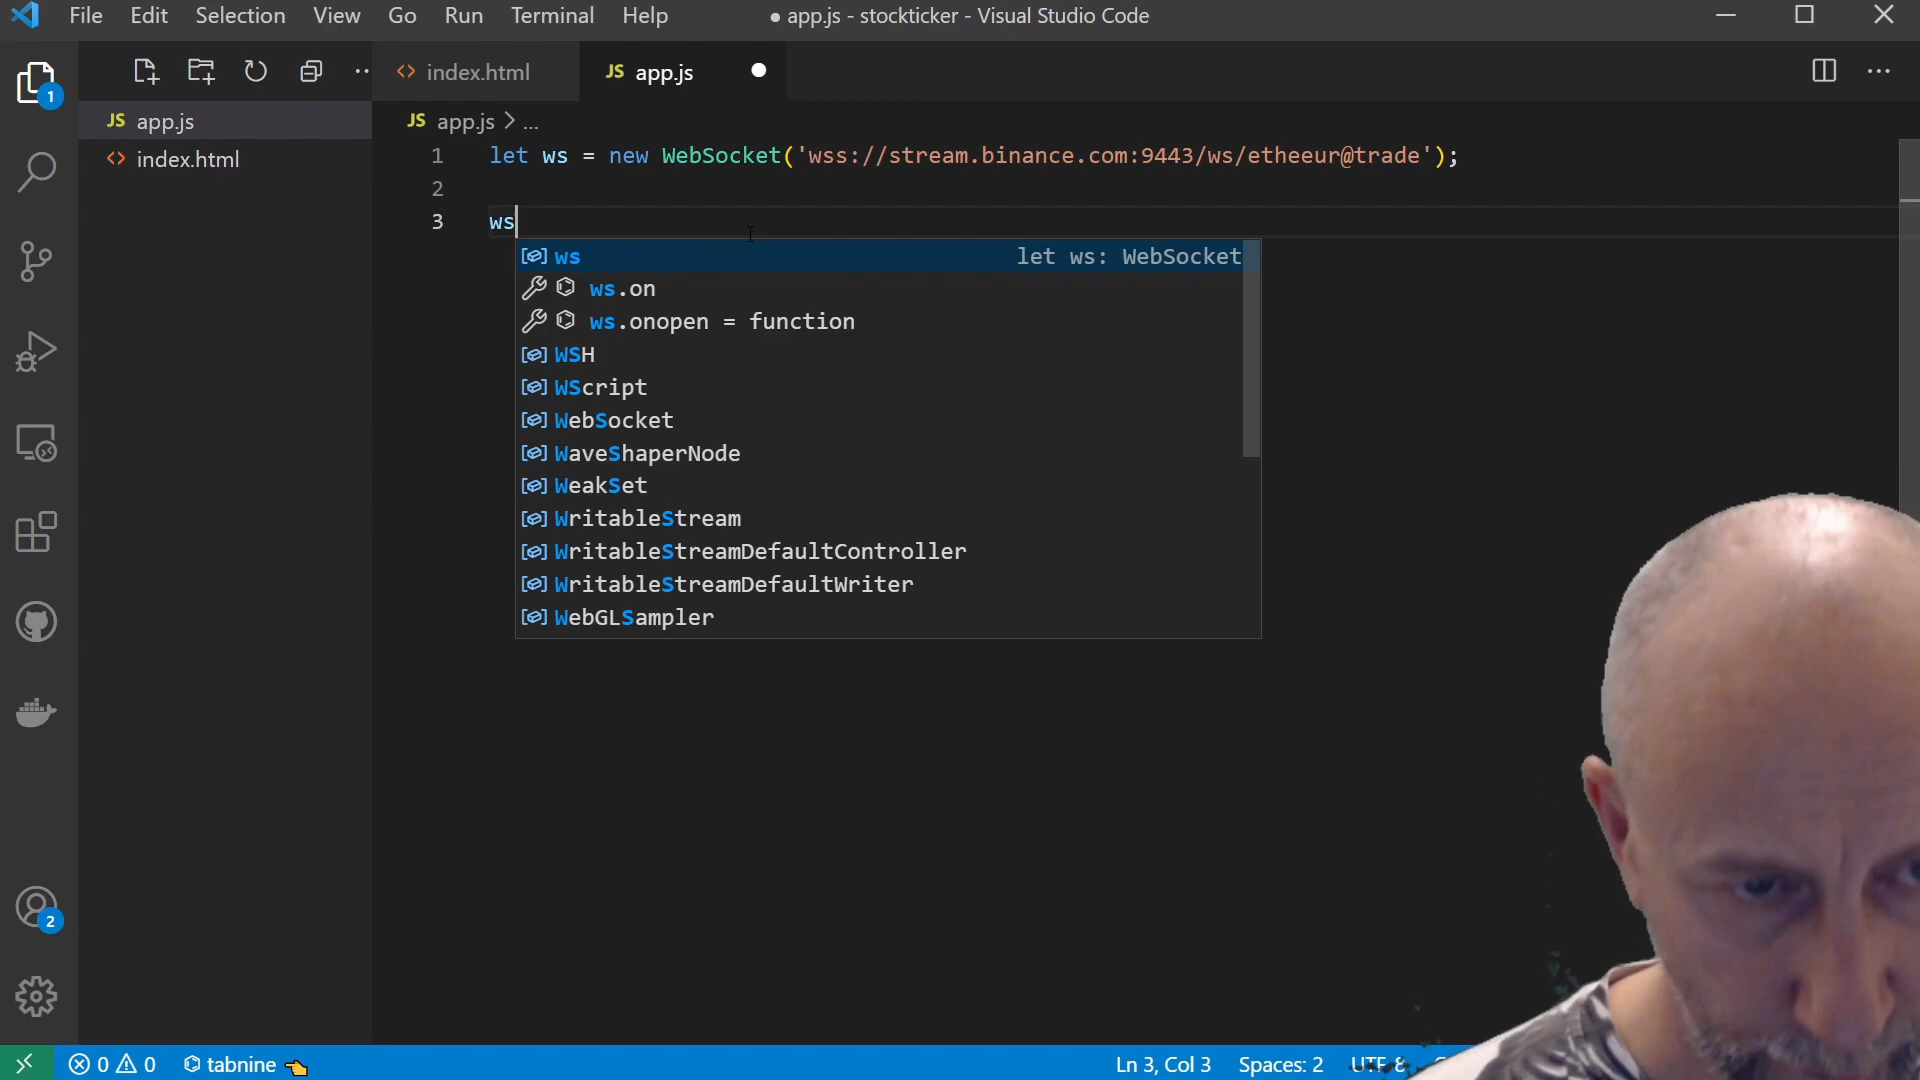 File Edit Selection View Go Run Terminal Help ● app.js - stockticker - Visual Studio Code
index.html JS app.js
1 JS app.js
index.html
JS app.js > ...
1 let ws = new WebSocket('wss://stream.binance.com:9443/ws/etheeur@trade');
2
3 ws
ws let ws: WebSocket
ws.on
ws.onopen = function
WSH
WScript
WebSocket
WaveShaperNode
WeakSet
WritableStream
WritableStreamDefaultController
WritableStreamDefaultWriter
WebGLSampler
2
0 0 tabnine Ln 3, Col 3 Spaces: 2 UTF-8